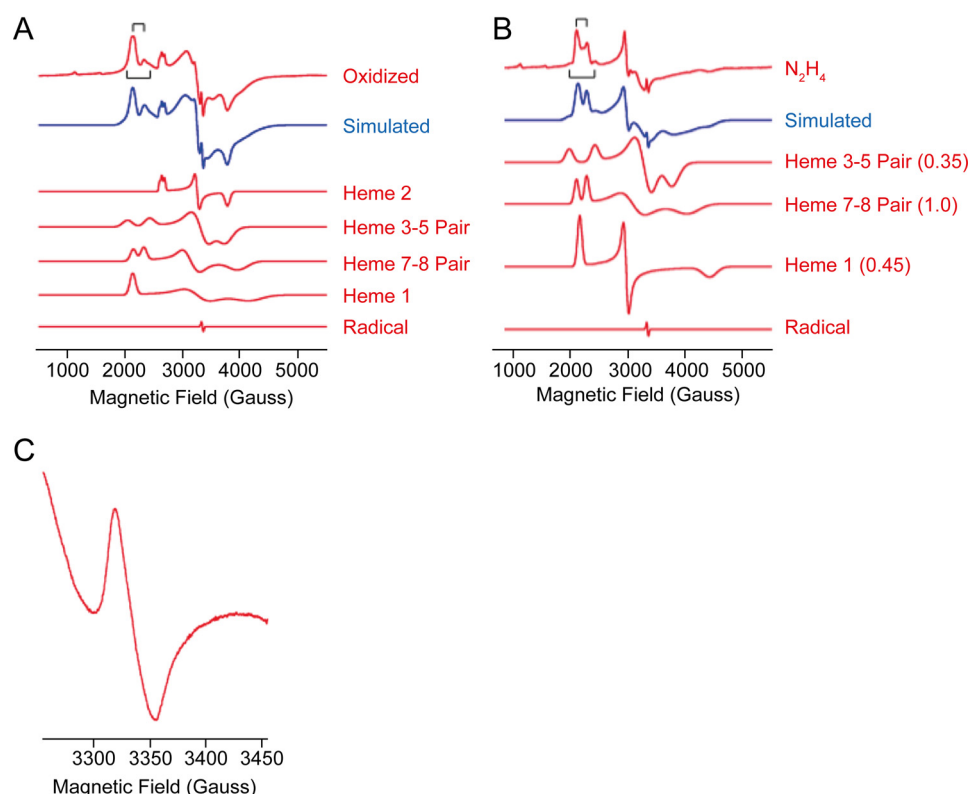 A
Oxidized
Simulated
Heme 2
Heme 3-5 Pair
Heme 7-8 Pair
Heme 1
Radical
1000 2000 3000 4000 5000
Magnetic Field (Gauss)
B
N₂H₄
Simulated
Heme 3-5 Pair (0.35)
Heme 7-8 Pair (1.0)
Heme 1 (0.45)
Radical
1000 2000 3000 4000 5000
Magnetic Field (Gauss)
C
3300 3350 3400 3450
Magnetic Field (Gauss)